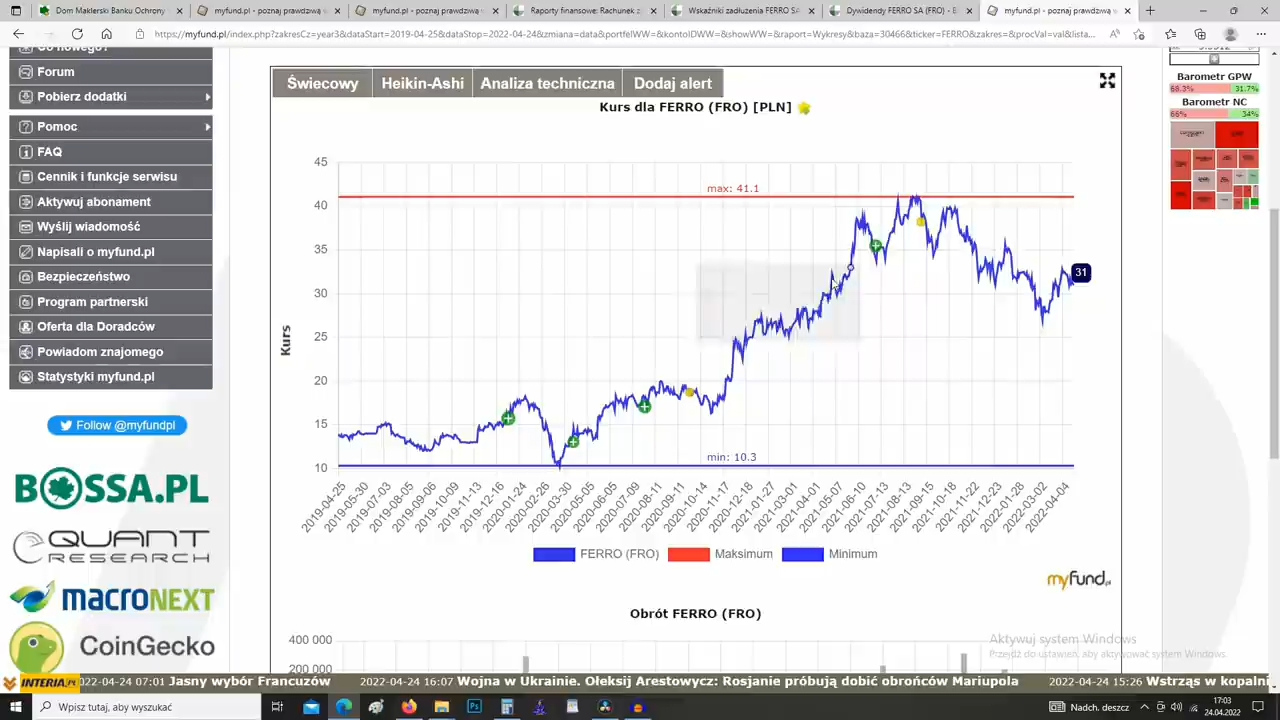 Dom Maklerski Banku Ochrony
myfund.pl - poznaj prawdziwą w
myfund.pl - poznaj prawdziwą w
Raporty finansowe: Rachunek z
Wskaźniki zadłużenia FERRO SA
Dywidendy FERRO SA (FRO) - B
myfund.pl - poznaj prawdziwą w
https://myfund.pl/index.php?zakresCz=year3&dataStart=2019-04-25&dataStop=2022-04-24&zmiana=data&portfelWW=&kontoIDWW=&showWW=&raport=Wykresy&baza=30466&ticker=FERRO&zakres=&procVal=val&lista...
Co nowego?
Forum
Pobierz dodatki
Pomoc
FAQ
Cennik i funkcje serwisu
Aktywuj abonament
Wyślij wiadomość
Napisali o myfund.pl
Bezpieczeństwo
Program partnerski
Oferta dla Doradców
Powiadom znajomego
Statystyki myfund.pl
Follow @myfundpl
BOSSA.PL
QUANT
RESEARCH
MACRONEXT
CoinGecko
Świecowy
Heikin-Ashi
Analiza techniczna
Dodaj alert
Kurs dla FERRO (FRO) [PLN]
45
max: 41.1
40
35
31
30
25
20
15
min: 10.3
10
Kurs
2019-04-25
2019-05-30
2019-07-03
2019-08-05
2019-09-06
2019-10-09
2019-11-13
2019-12-16
2020-01-24
2020-02-26
2020-03-30
2020-05-05
2020-06-05
2020-07-09
2020-08-11
2020-09-11
2020-10-14
2020-11-17
2020-12-18
2021-01-27
2021-03-01
2021-04-01
2021-05-07
2021-06-10
2021-07-13
2021-08-13
2021-09-15
2021-10-18
2021-11-22
2021-12-23
2022-01-28
2022-03-02
2022-04-04
FERRO (FRO)
Maksimum
Minimum
myfund.pl
Obrót FERRO (FRO)
400 000
200 000
Barometr GPW
68.3%
31.7%
Barometr NC
66%
34%
Aktywuj system Windows
Przejdź do ustawień, aby aktywować system Windows.
INTERIA.PL
2022-04-24 07:01 Jasny wybór Francuzów
2022-04-24 16:07 Wojna w Ukrainie. Ołeksij Arestowycz: Rosjanie próbują dobić obrońców Mariupola
2022-04-24 15:26 Wstrząs w kopalni
Wpisz tutaj, aby wyszukać
Nadch. deszcz
17:03
24.04.2022